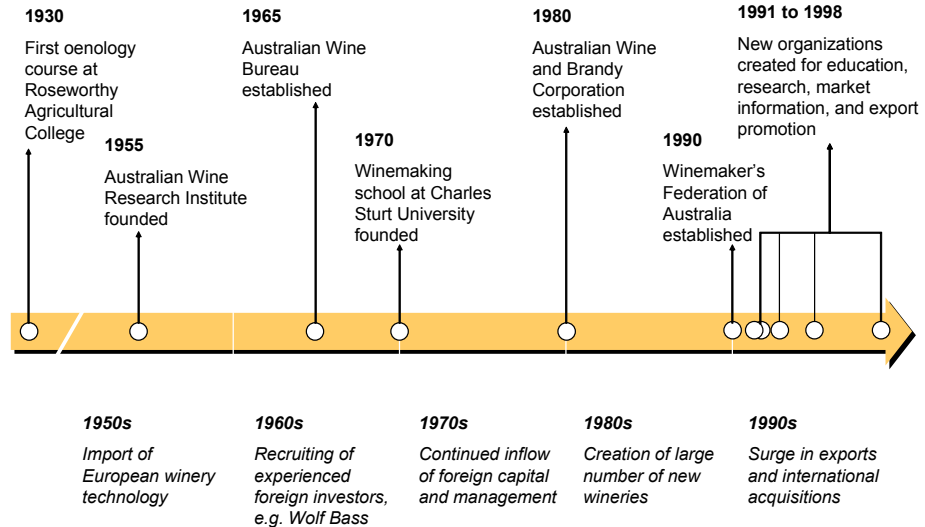 1930
First oenology
course at
Roseworthy
Agricultural
College
1955
Australian Wine
Research Institute
founded
1965
Australian Wine
Bureau
established
1970
Winemaking
school at Charles
Sturt University
founded
1980
Australian Wine
and Brandy
Corporation
established
1990
Winemaker's
Federation of
Australia
established
1991 to 1998
New organizations
created for education,
research, market
information, and export
promotion
1950s
Import of
European winery
technology
1960s
Recruiting of
experienced
foreign investors,
e.g. Wolf Bass
1970s
Continued inflow
of foreign capital
and management
1980s
Creation of large
number of new
wineries
1990s
Surge in exports
and international
acquisitions